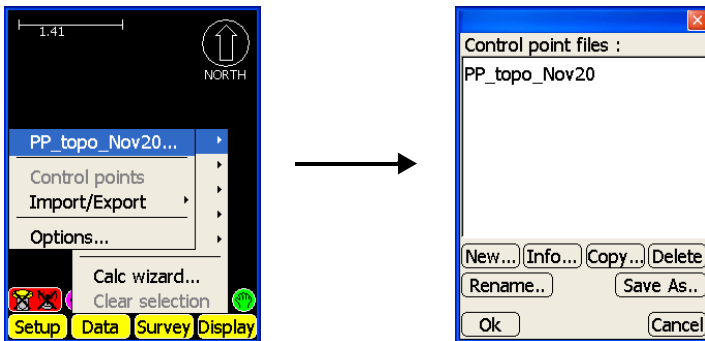 1.41
NORTH
PP_topo_Nov20...
Control points
Import/Export
Options...
Calc wizard...
Clear selection
Setup Data Survey Display
Control point files :
PP_topo_Nov20
New... Info... Copy... Delete
Rename.. Save As..
Ok Cancel